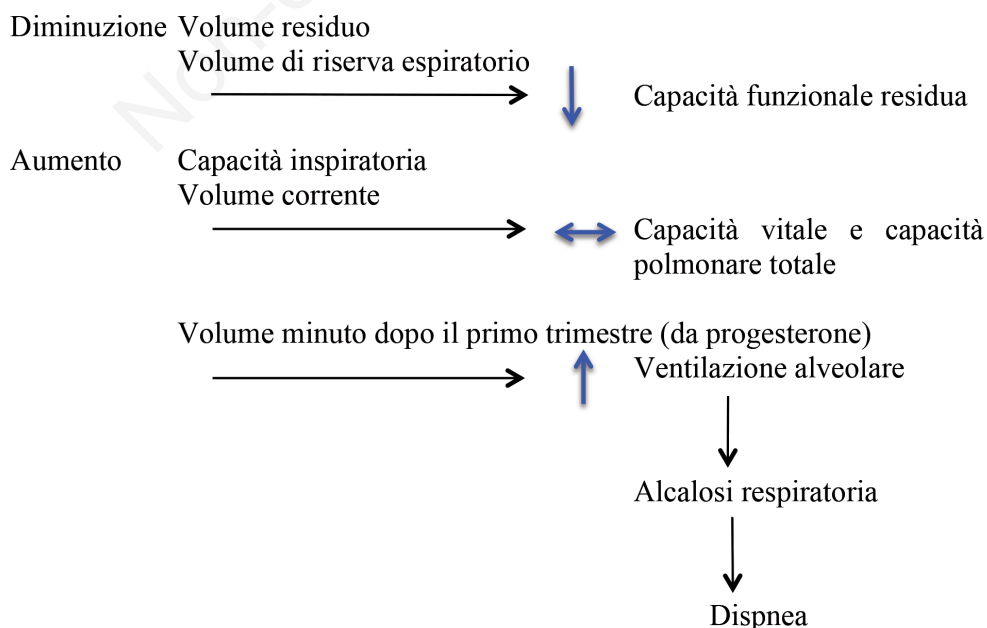 Diminuzione Volume residuo
Volume di riserva espiratorio
Capacità funzionale residua
Aumento Capacità inspiratoria
Volume corrente
Capacità vitale e capacità
polmonare totale
Volume minuto dopo il primo trimestre (da progesterone)
Ventilazione alveolare
Alcalosi respiratoria
Dispnea